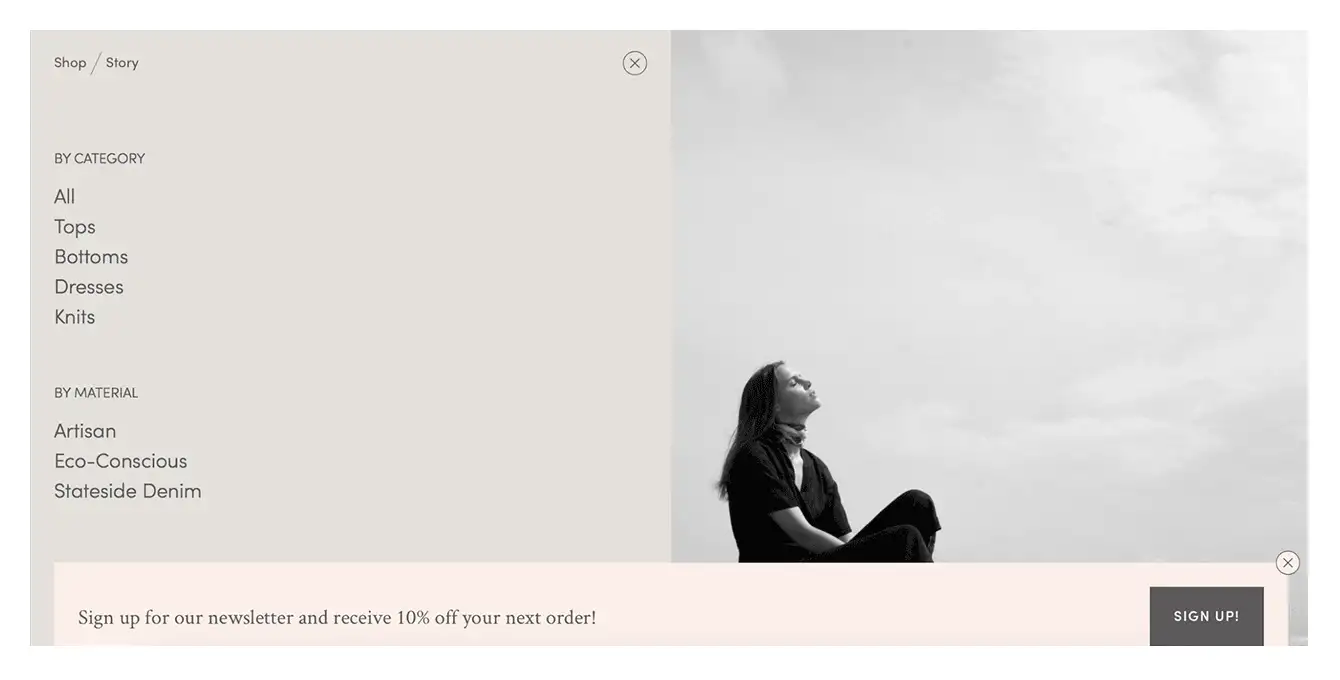 Shop / Story
BY CATEGORY
All
Tops
Bottoms
Dresses
Knits
BY MATERIAL
Artisan
Eco-Conscious
Stateside Denim
Sign up for our newsletter and receive 10% off your next order!
SIGN UP!